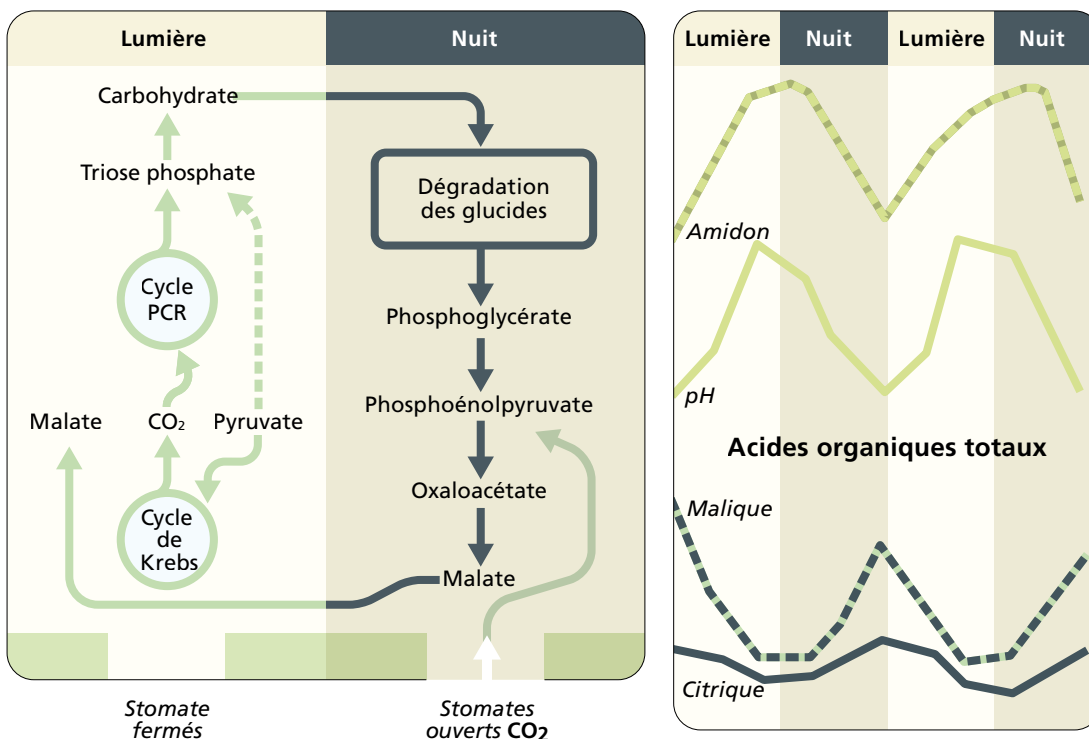 Lumière
Nuit
Carbohydrate
Triose phosphate
Cycle
PCR
Malate
CO₂
Pyruvate
Cycle
de
Krebs
Dégradation
des glucides
Phosphoglycérate
Phosphoénolpyruvate
Oxaloacétate
Malate
Stomate
fermés
Stomates
ouverts CO₂
Lumière
Nuit
Lumière
Nuit
Amidon
pH
Acides organiques totaux
Malique
Citrique